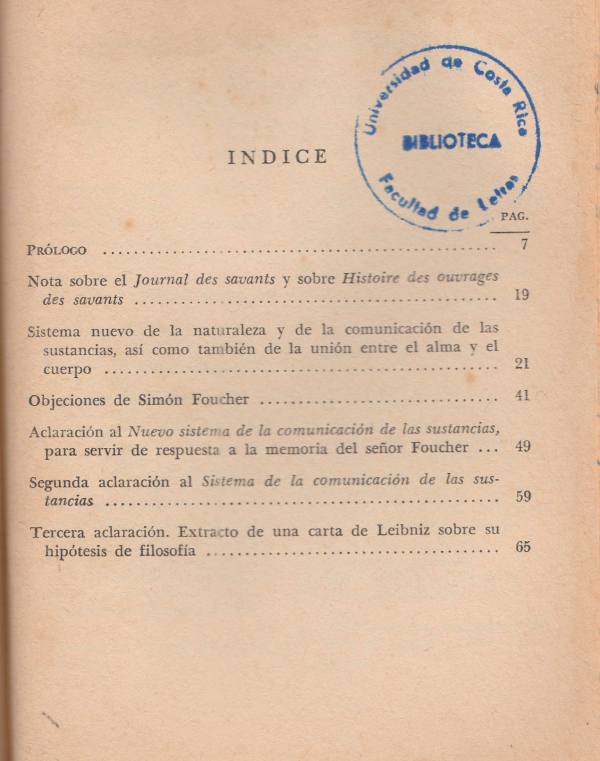 Universidad de Costa Rica
BIBLIOTECA
Facultad de Letras
INDICE
PAG.
PRÓLOGO ........................................................ 7
Nota sobre el Journal des savants y sobre Histoire des ouvrages
des savants .................................................... 19
Sistema nuevo de la naturaleza y de la comunicación de las
sustancias, así como también de la unión entre el alma y el
cuerpo ........................................................ 21
Objeciones de Simón Foucher .................................. 41
Aclaración al Nuevo sistema de la comunicación de las sustancias,
para servir de respuesta a la memoria del señor Foucher ... 49
Segunda aclaración al Sistema de la comunicación de las sus-
tancias ........................................................ 59
Tercera aclaración. Extracto de una carta de Leibniz sobre su
hipótesis de filosofía .......................................... 65